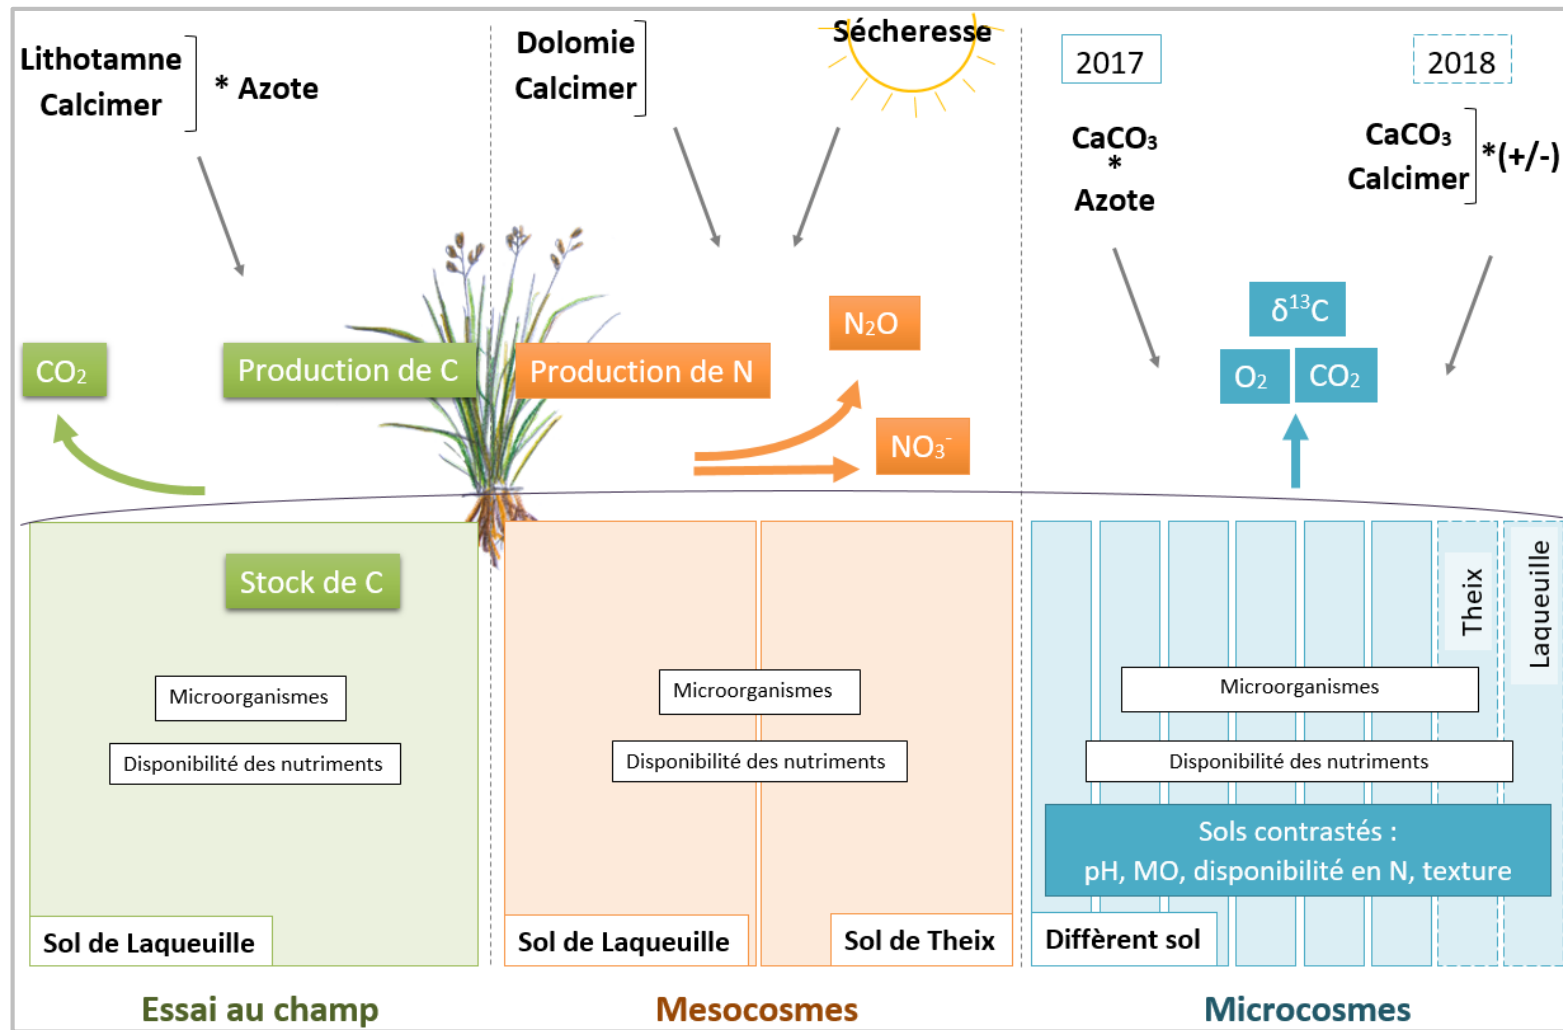 Lithotamne
Calcimer
* Azote
CO₂
Production de C
Stock de C
Microorganismes
Disponibilité des nutriments
Sol de Laqueuille
Essai au champ
Dolomie
Calcimer
Sécheresse
Production de N
N₂O
NO₃⁻
Microorganismes
Disponibilité des nutriments
Sol de Laqueuille
Sol de Theix
Mesocosmes
2017
CaCO₃
*
Azote
2018
CaCO₃
Calcimer
*(+/-)
δ¹³C
O₂
CO₂
Theix
Laqueuille
Microorganismes
Disponibilité des nutriments
Sols contrastés :
pH, MO, disponibilité en N, texture
Diffèrent sol
Microcosmes